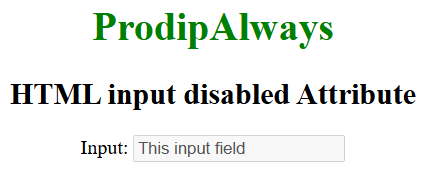 ProdipAlways
HTML input disabled Attribute
Input: This input field